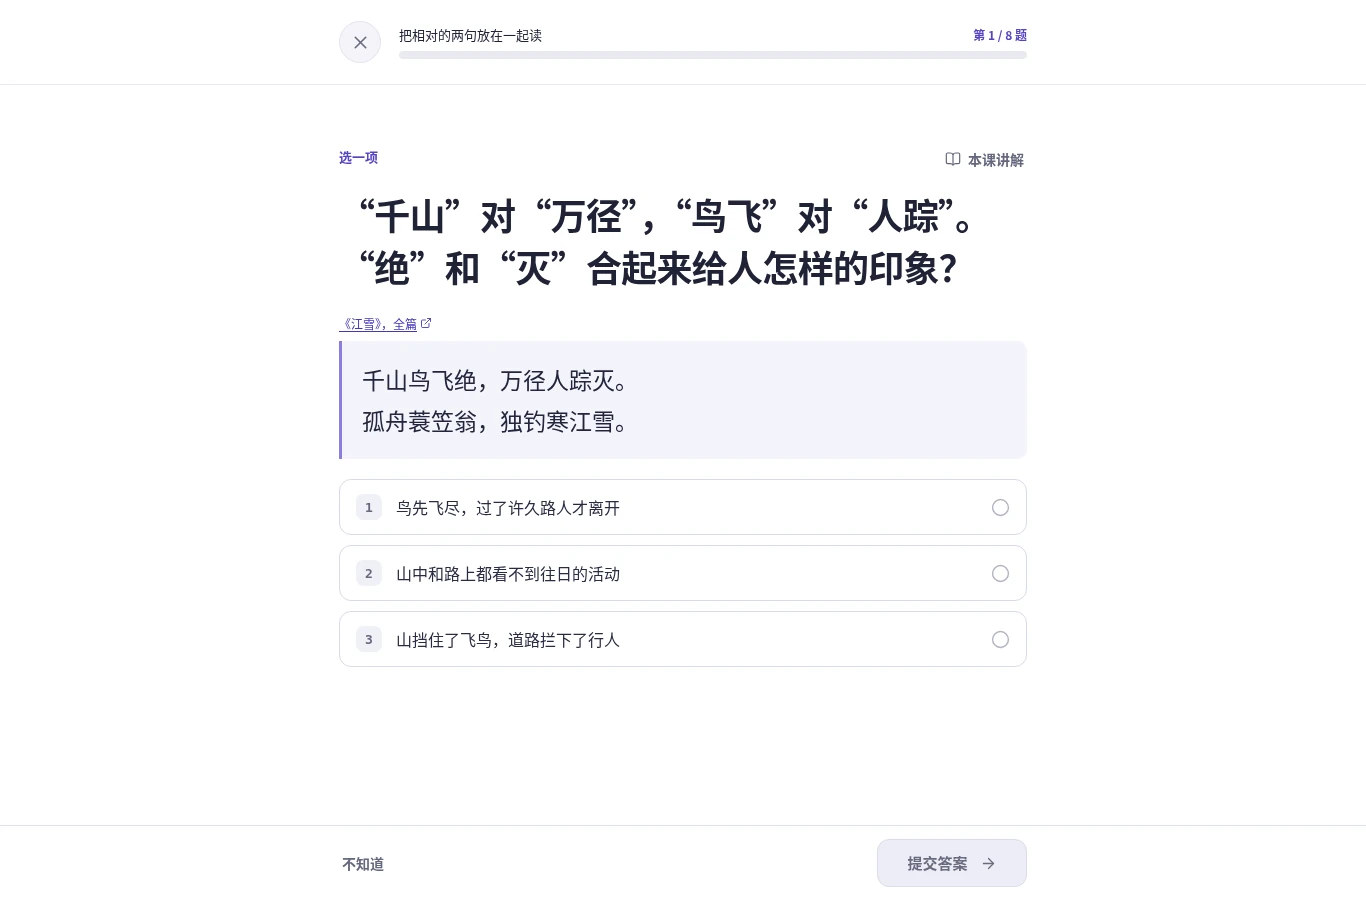 把相对的两句放在一起读
第 1 / 8 题
选一项
本课讲解
“千山”对“万径”，“鸟飞”对“人踪”。
“绝”和“灭”合起来给人怎样的印象？
《江雪》，全篇
千山鸟飞绝，万径人踪灭。
孤舟蓑笠翁，独钓寒江雪。
1 鸟先飞尽，过了许久路人才离开
2 山中和路上都看不到往日的活动
3 山挡住了飞鸟，道路拦下了行人
不知道
提交答案